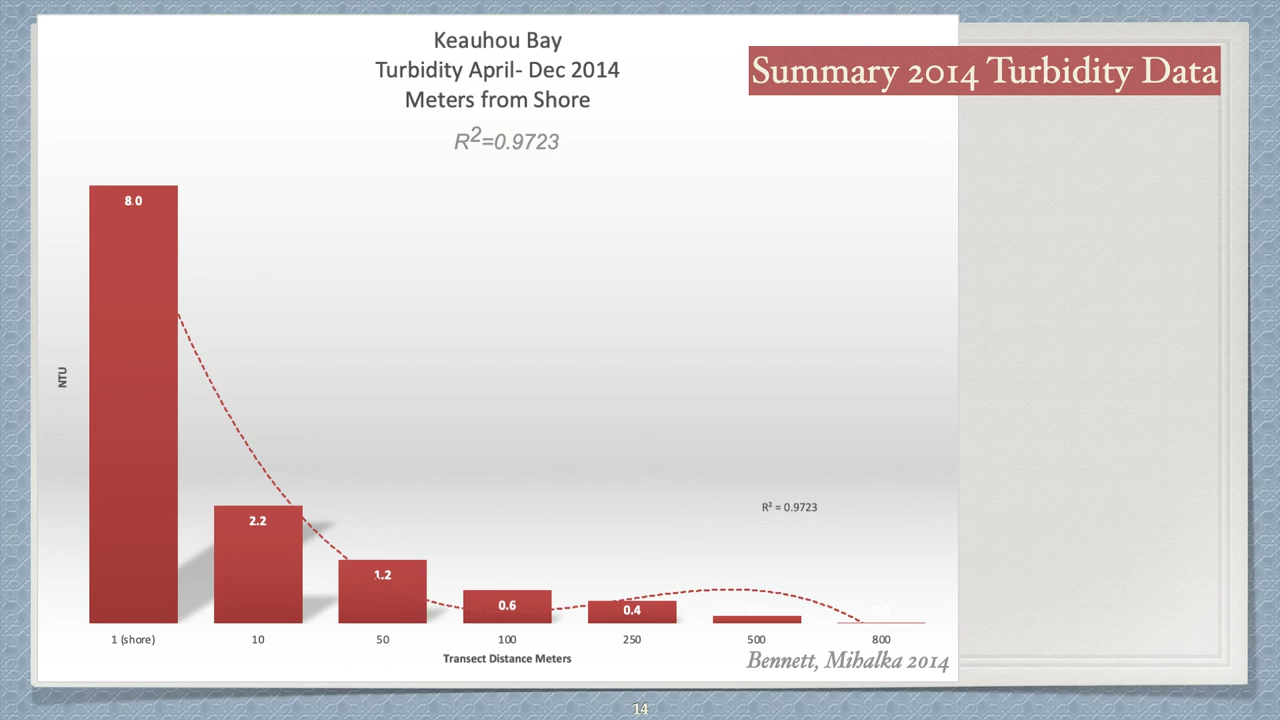 Keauhou Bay
Turbidity April- Dec 2014
Meters from Shore
R²=0.9723
Summary 2014 Turbidity Data
8.0
2.2
1.2
0.6
0.4
0.0
NTU
R² = 0.9723
1 (shore)
10
50
100
250
500
800
Transect Distance Meters
Bennett, Mihalka 2014
14